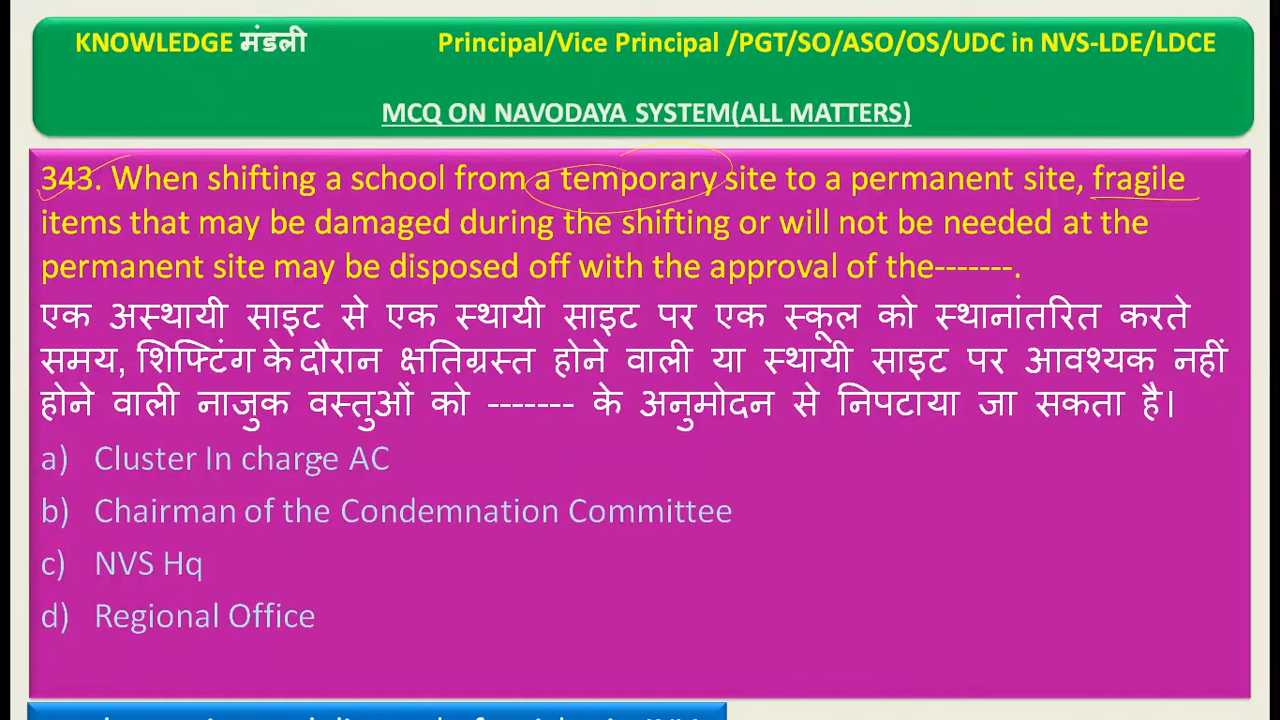 KNOWLEDGE मंडली Principal/Vice Principal /PGT/SO/ASO/OS/UDC in NVS-LDE/LDCE
MCQ ON NAVODAYA SYSTEM(ALL MATTERS)
343. When shifting a school from a temporary site to a permanent site, fragile
items that may be damaged during the shifting or will not be needed at the
permanent site may be disposed off with the approval of the-------.
एक अस्थायी साइट से एक स्थायी साइट पर एक स्कूल को स्थानांतरित करते
समय, शिफ्टिंग के दौरान क्षतिग्रस्त होने वाली या स्थायी साइट पर आवश्यक नहीं
होने वाली नाजुक वस्तुओं को ------- के अनुमोदन से निपटाया जा सकता है।
a) Cluster In charge AC
b) Chairman of the Condemnation Committee
c) NVS Hq
d) Regional Office